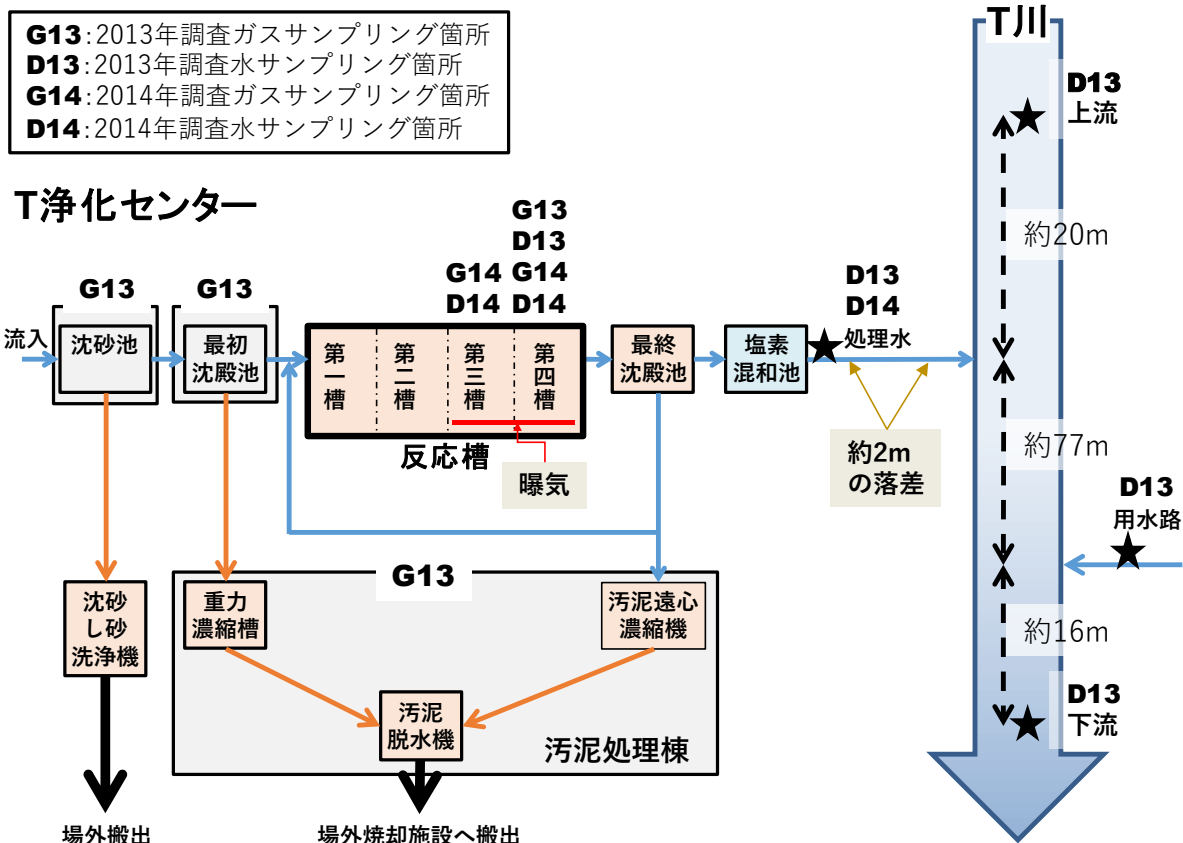 G13:2013年調査ガスサンプリング箇所
D13:2013年調査水サンプリング箇所
G14:2014年調査ガスサンプリング箇所
D14:2014年調査水サンプリング箇所
T川
D13
上流
約20m
T浄化センター
G13
G13
G13
D13
G14 G14
D14 D14
D13
D14
流入
沈砂池
最初
沈殿池
第一槽
第二槽
第三槽
第四槽
最終
沈殿池
塩素
混和池
処理水
反応槽
曝気
約2m
の落差
約77m
D13
用水路
G13
沈砂
し砂
洗浄機
重力
濃縮槽
汚泥遠心
濃縮機
約16m
汚泥
脱水機
汚泥処理棟
D13
下流
場外搬出
場外焼却施設へ搬出